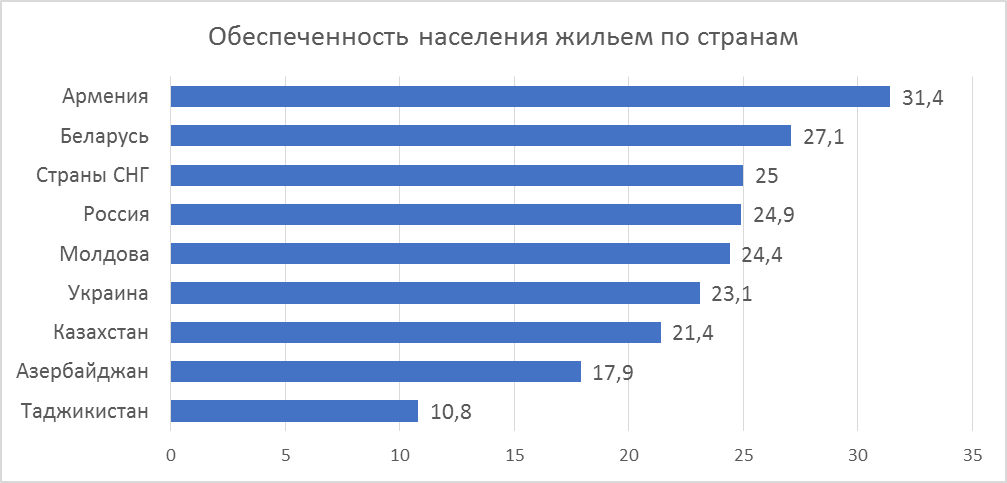 Обеспеченность населения жильем по странам
Армения 31,4
Беларусь 27,1
Страны СНГ 25
Россия 24,9
Молдова 24,4
Украина 23,1
Казахстан 21,4
Азербайджан 17,9
Таджикистан 10,8
0 5 10 15 20 25 30 35